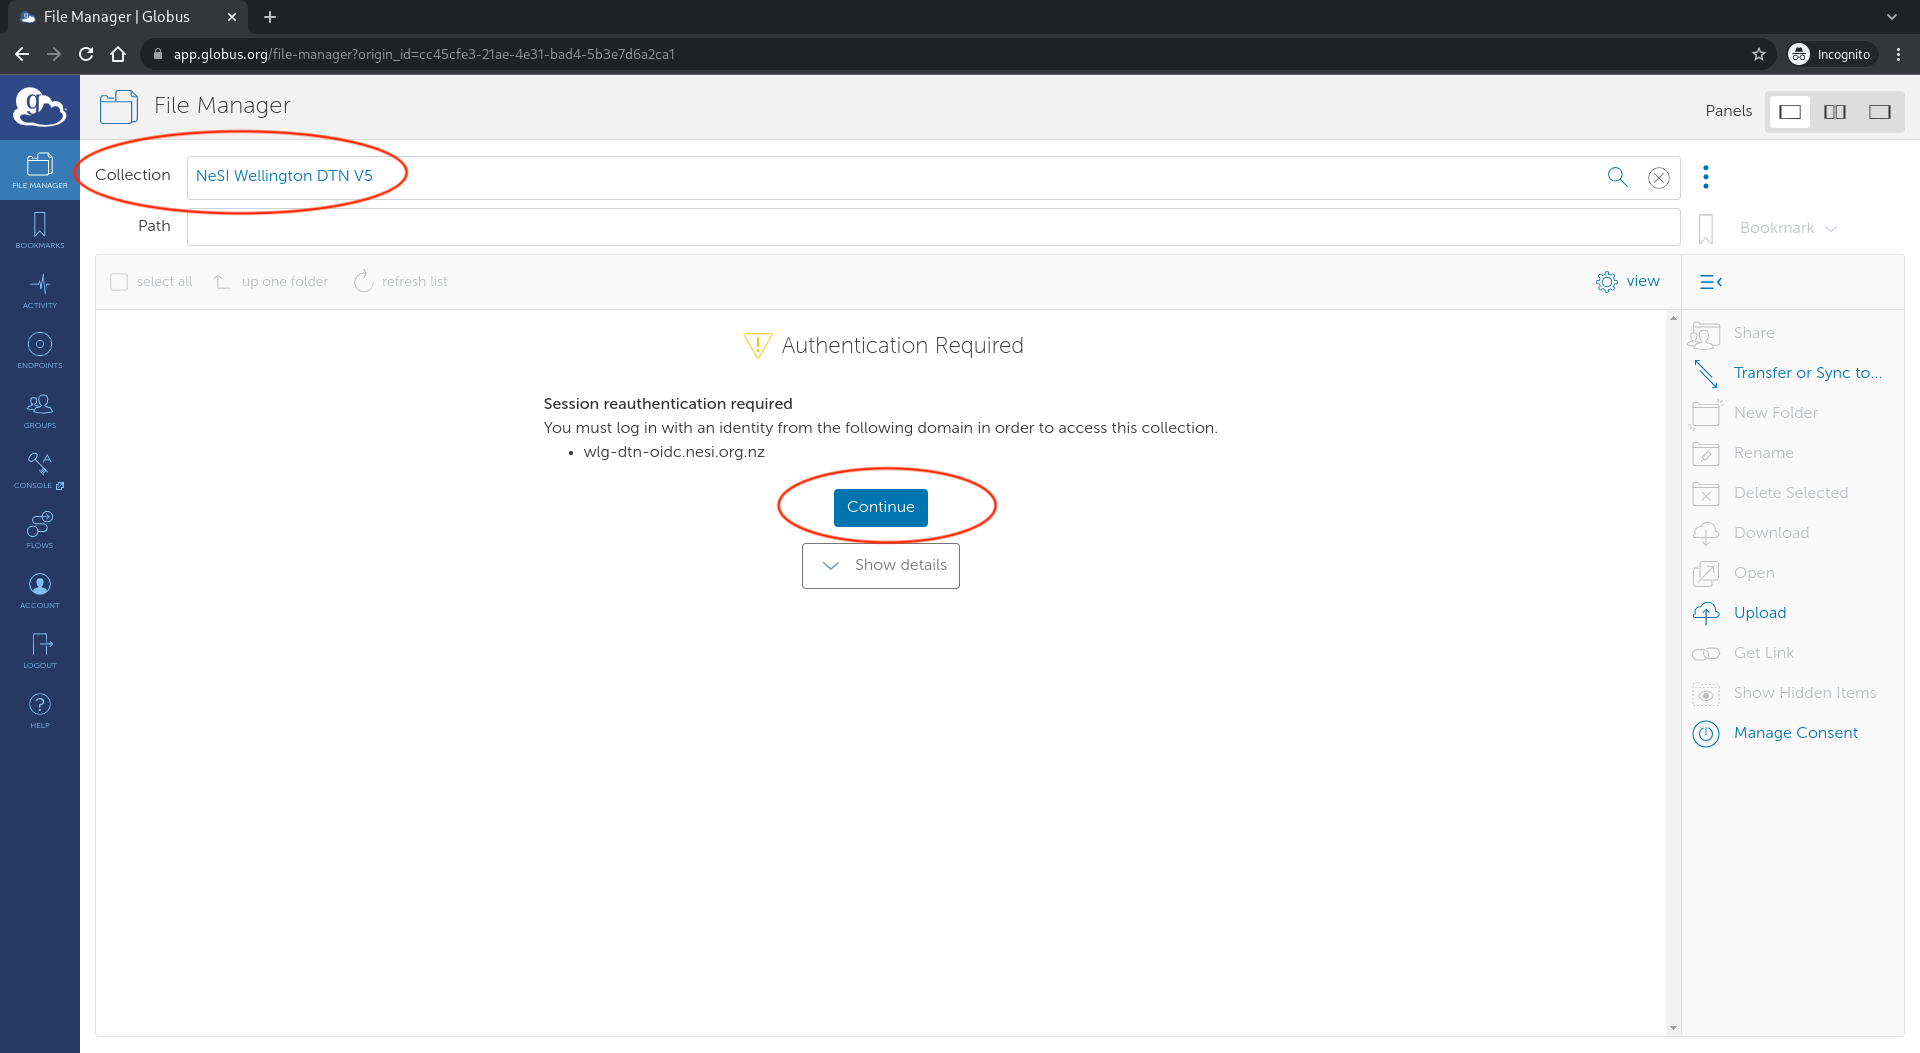 File Manager | Globus
app.globus.org/file-manager?origin_id=cc45cfe3-21ae-4e31-bad4-5b3e7d6a2ca1
Incognito
g
File Manager
Panels
FILE MANAGER
Collection
NeSI Wellington DTN V5
Path
Bookmark
BOOKMARKS
select all
up one folder
refresh list
view
ACTIVITY
Authentication Required
Share
ENDPOINTS
Transfer or Sync to...
Session reauthentication required
New Folder
GROUPS
You must log in with an identity from the following domain in order to access this collection.
• wlg-dtn-oidc.nesi.org.nz
Rename
CONSOLE
Delete Selected
Continue
Download
FLOWS
Show details
Open
ACCOUNT
Upload
Get Link
LOGOUT
Show Hidden Items
HELP
Manage Consent